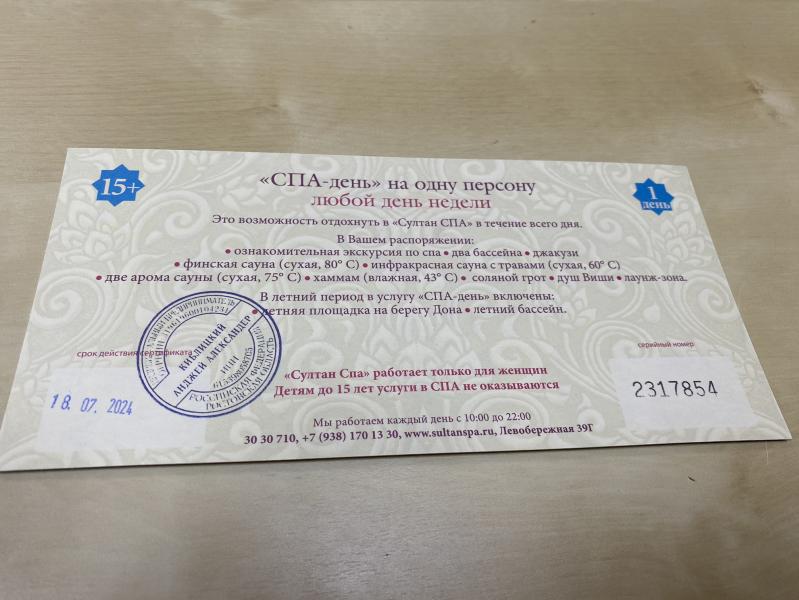 15+
«СПА-день» на одну персону
1
день
любой день недели
Это возможность отдохнуть в «Султан СПА» в течение всего дня.
В Вашем распоряжении:
• ознакомительная экскурсия по спа • два бассейна • джакузи
• финская сауна (сухая, 80° С) • инфракрасная сауна с травами (сухая, 60° С)
• две арома сауны (сухая, 75° С) • хаммам (влажная, 43° С) • соляной грот • душ Виши • лаунж-зона.
В летний период в услугу «СПА-день» включены:
• летняя площадка на берегу Дона • летний бассейн.
КИБЛИЦКИЙ
АНДЖЕЙ АЛЕКСАНДЕР
ИНН
РОССИЙСКАЯ ФЕДЕРАЦИЯ
РОСТОВСКАЯ ОБЛАСТЬ
срок действия сертификата
18. 07. 2024
серийный номер
2317854
«Султан Спа» работает только для женщин
Детям до 15 лет услуги в СПА не оказываются
Мы работаем каждый день с 10:00 до 22:00
30 30 710, +7 (938) 170 13 30, www.sultanspa.ru, Левобережная 39Г